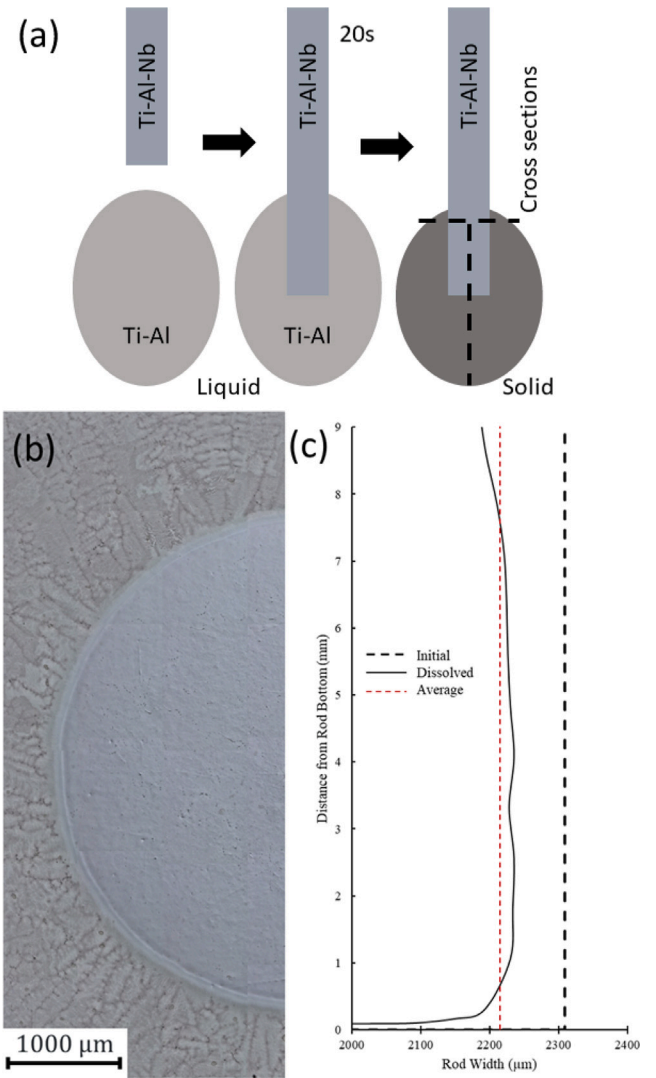 (a)
Ti-Al-Nb
Ti-Al-Nb
20s
Ti-Al-Nb
Cross sections
Ti-Al
Ti-Al
Liquid
Solid
(b)
1000 µm
(c)
9
8
7
6
5
4
3
2
1
0
Distance from Rod Bottom (mm)
Initial
Dissolved
Average
2000
2100
2200
2300
2400
Rod Width (µm)